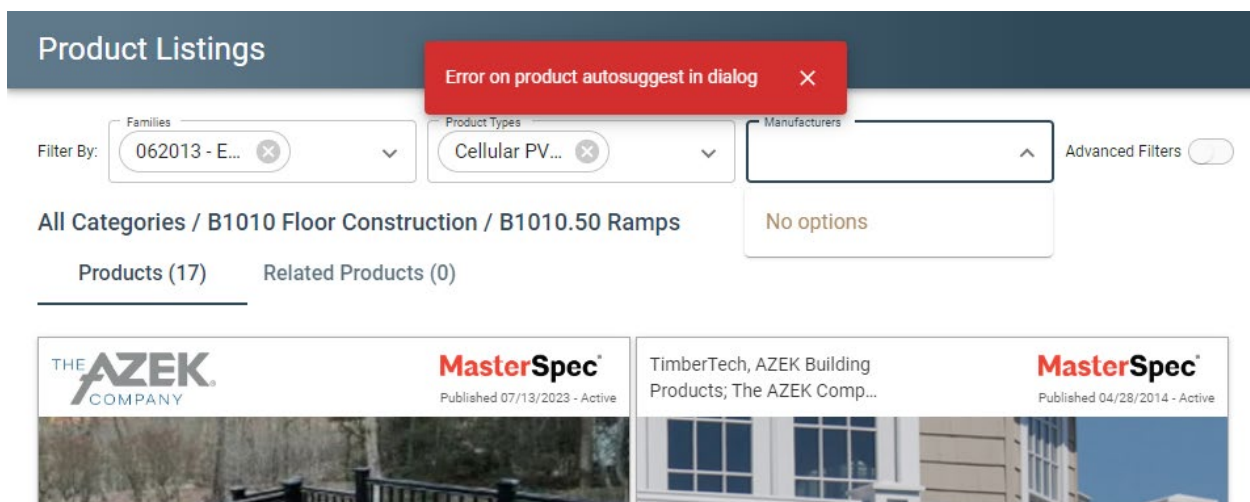 Product Listings
Error on product autosuggest in dialog
Families
Product Types
Manufacturers
Filter By:
062013 - E...
Cellular PV...
Advanced Filters
All Categories / B1010 Floor Construction / B1010.50 Ramps
No options
Products (17)
Related Products (0)
THE AZEK®
COMPANY
MasterSpec®
Published 07/13/2023 - Active
TimberTech, AZEK Building
Products; The AZEK Comp...
MasterSpec®
Published 04/28/2014 - Active